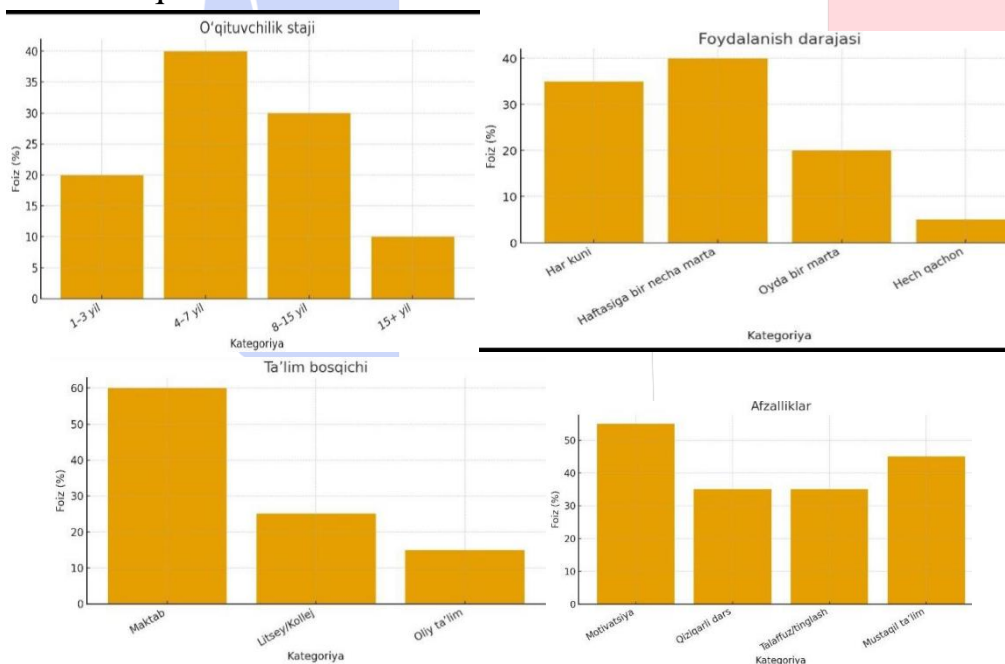 O‘qituvchilik staji
40
35
30
25
20
15
10
5
0
Foiz (%)
1–3 yil
4–7 yil
8–15 yil
15+ yil
Kategoriya
Foydalanish darajasi
40
30
20
10
0
Foiz (%)
Har kuni
Haftasiga bir necha marta
Oyda bir marta
Hech qachon
Kategoriya
Ta’lim bosqichi
60
50
40
30
20
10
0
Foiz (%)
Maktab
Litsey/Kollej
Oliy ta’lim
Kategoriya
Afzalliklar
50
40
30
20
10
0
Foiz (%)
Motivatsiya
Qiziqarli dars
Talaffuz/tinglash
Mustaqil ta’lim
Kategoriya